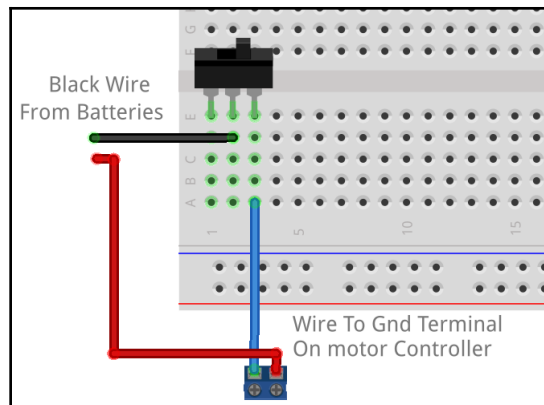 G
F
Black Wire
From Batteries
E
D
C
B
A
1
5
10
15
Wire To Gnd Terminal
On motor Controller